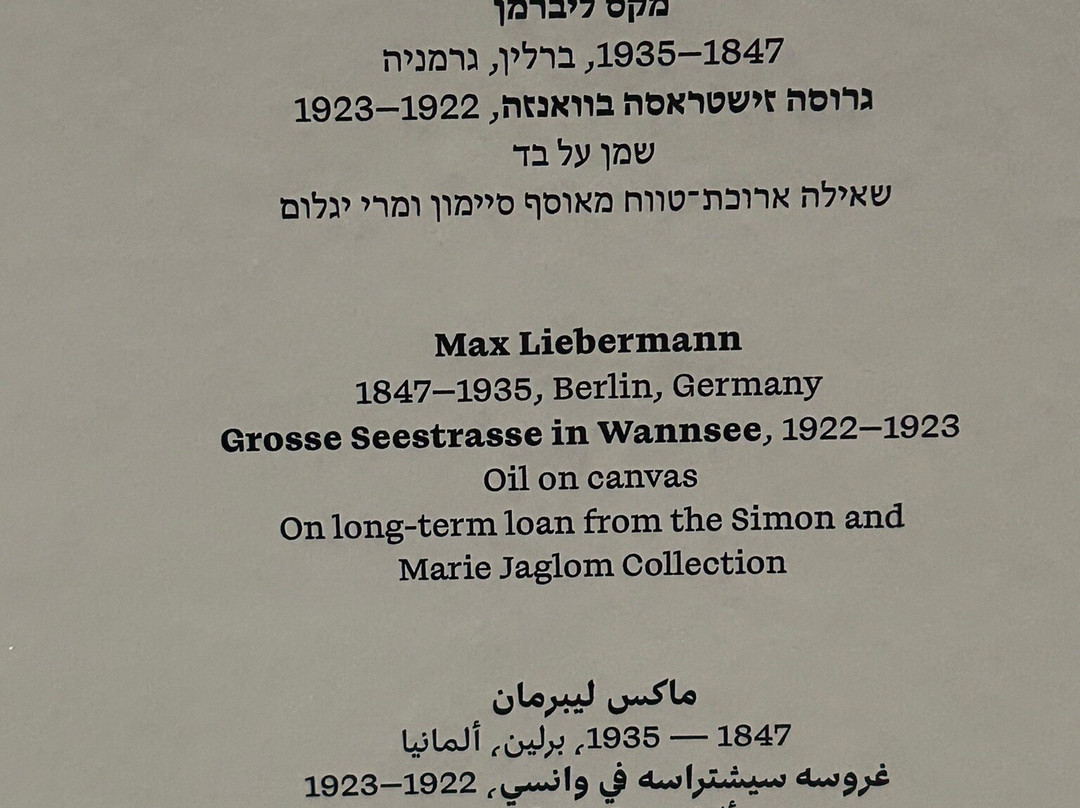 מקס ליברמן
1847–1935, ברלין, גרמניה
גרוסה זישטראסה בוואנזה, 1922–1923
שמן על בד
שאילה ארוכת־טווח מאוסף סיימון ומרי יגלום
Max Liebermann
1847–1935, Berlin, Germany
Grosse Seestrasse in Wannsee, 1922–1923
Oil on canvas
On long-term loan from the Simon and
Marie Jaglom Collection
ماكس ليبرمان
1847 — 1935، برلين، ألمانيا
غروسه سيشتراسه في وانسي، 1922–1923